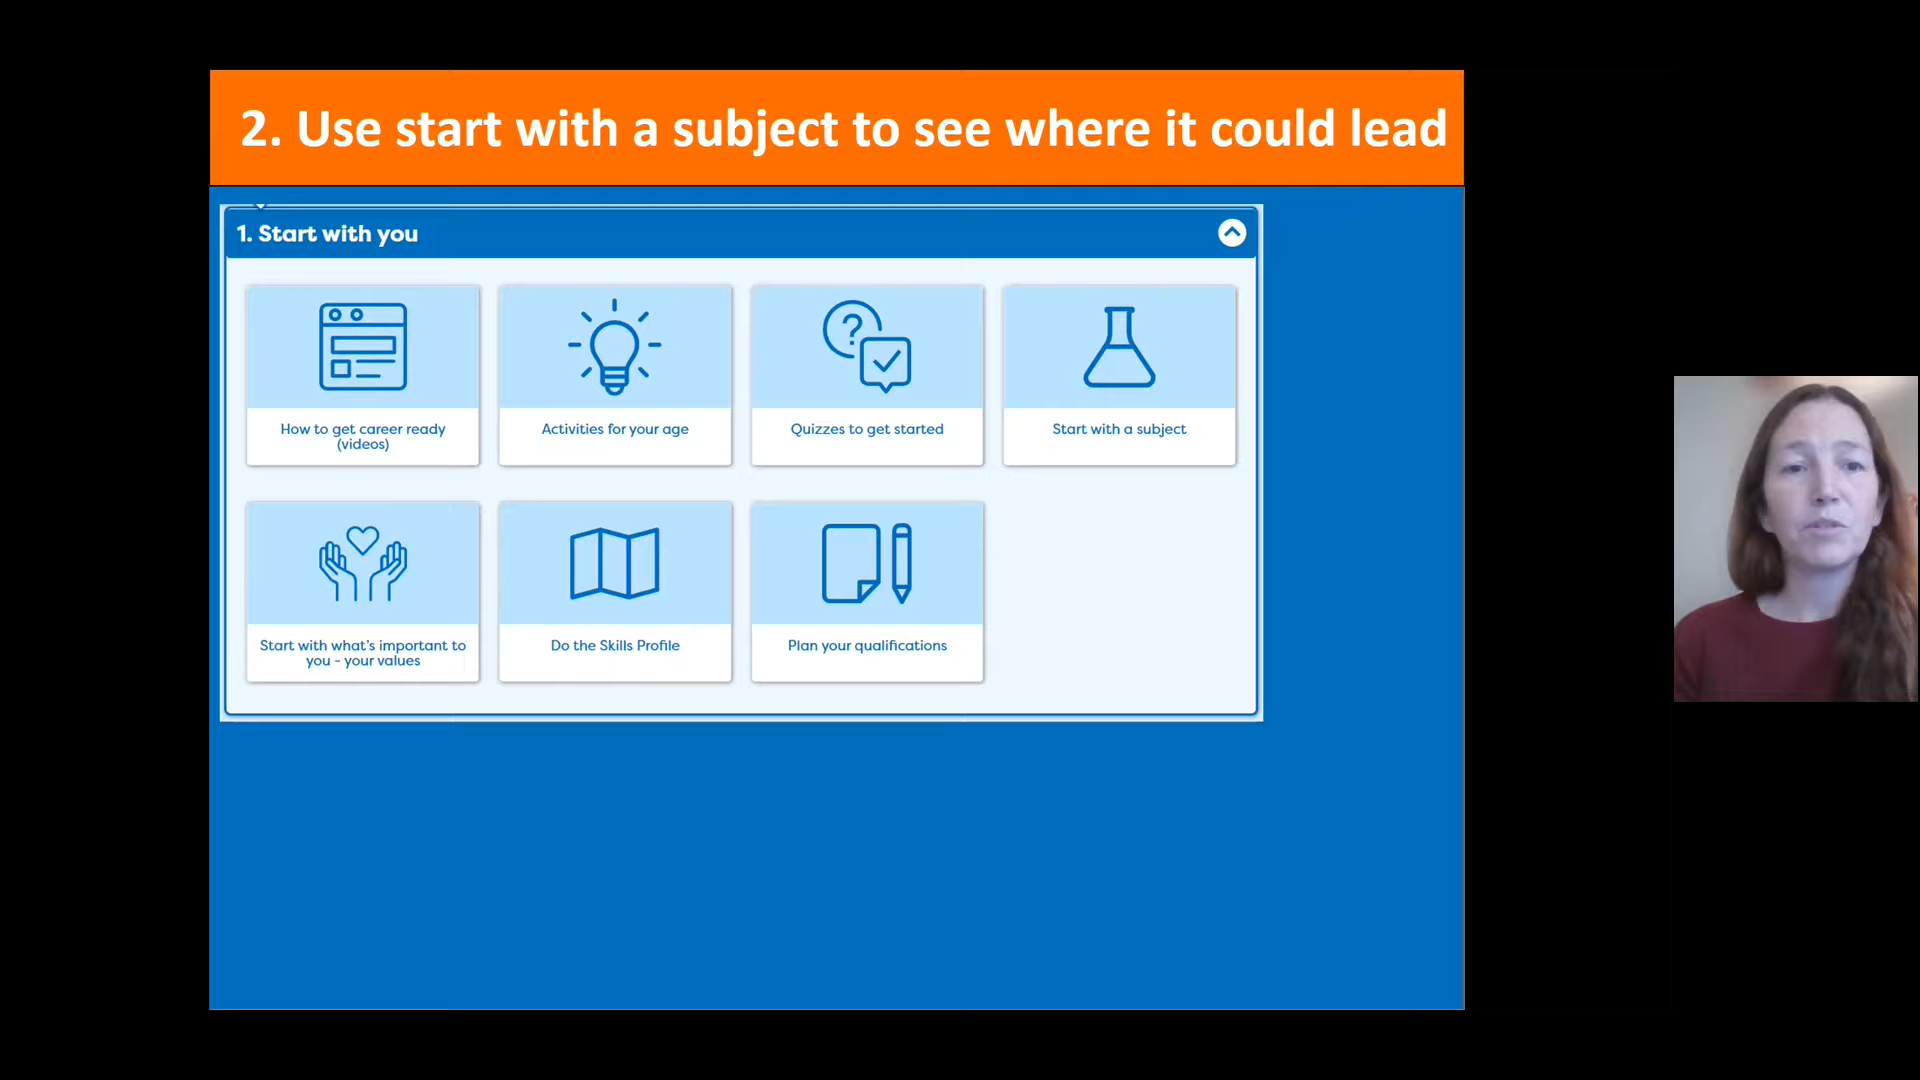 2. Use start with a subject to see where it could lead
1. Start with you
How to get career ready
(videos)
Activities for your age
Quizzes to get started
Start with a subject
Start with what's important to
you - your values
Do the Skills Profile
Plan your qualifications